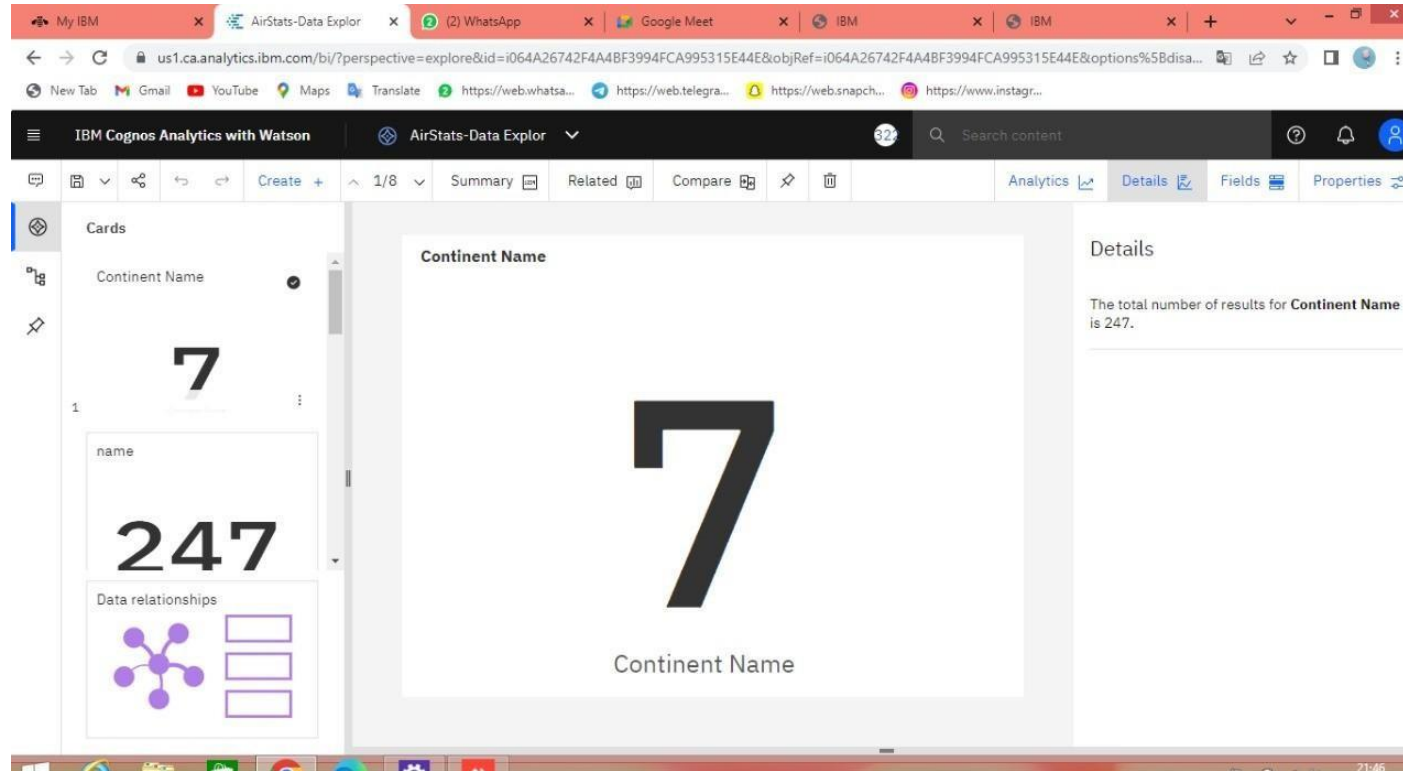 My IBM
AirStats-Data Explor
(2) WhatsApp
Google Meet
IBM
IBM
us1.ca.analytics.ibm.com/bi/?perspective=explore&id=i064A26742F4A4BF3994FCA995315E44E&objRef=i064A26742F4A4BF3994FCA995315E44E&options%5Bdisa...
New Tab Gmail YouTube Maps Translate https://web.whatsa... https://web.telegra... https://web.snapch... https://www.instagr...
IBM Cognos Analytics with Watson AirStats-Data Explor Search content
Create + 1/8 Summary Related Compare Analytics Details Fields Properties
Cards
Continent Name
7
1
name
247
Data relationships
Continent Name
7
Continent Name
Details
The total number of results for Continent Name
is 247.
21:46